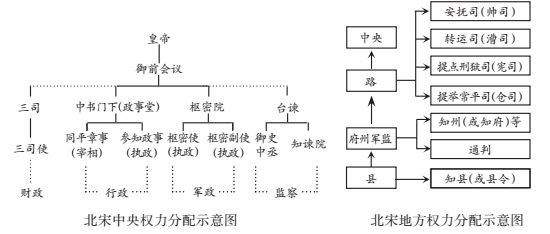 皇帝
御前会议
三司 中书门下(政事堂) 枢密院 台谏
三司使 同平章事(宰相) 参知政事(执政) 枢密使(执政) 枢密副使(执政) 御史中丞 知谏院
财政 行政 军政 监察
北宋中央权力分配示意图
中央
路
府州军监
县
安抚司(帅司)
转运司(漕司)
提点刑狱司(宪司)
提举常平司(仓司)
知州(或知府)等
通判
知县(或县令)
北宋地方权力分配示意图